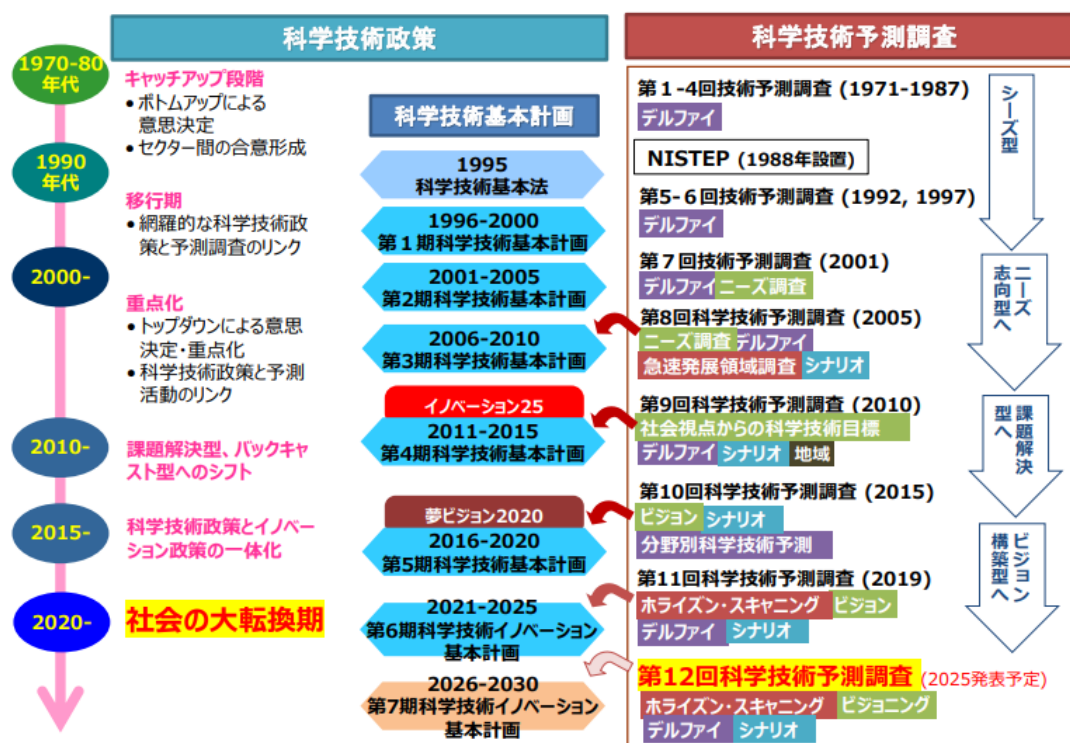 科学技術政策
1970-80
年代
キャッチアップ段階
• ボトムアップによる
意思決定
• セクター間の合意形成
1990
年代
移行期
• 網羅的な科学技術政
策と予測調査のリンク
2000-
重点化
• トップダウンによる意思
決定・重点化
• 科学技術政策と予測
活動のリンク
2010-
課題解決型、バックキャ
スト型へのシフト
2015-
科学技術政策とイノベー
ション政策の一体化
2020-
社会の大転換期
科学技術基本計画
1995
科学技術基本法
1996-2000
第１期科学技術基本計画
2001-2005
第2期科学技術基本計画
2006-2010
第3期科学技術基本計画
イノベーション25
2011-2015
第4期科学技術基本計画
夢ビジョン2020
2016-2020
第5期科学技術基本計画
2021-2025
第6期科学技術イノベーション
基本計画
2026-2030
第7期科学技術イノベーション
基本計画
科学技術予測調査
第１-4回技術予測調査 (1971-1987)
デルファイ
NISTEP (1988年設置)
第5-６回技術予測調査 (1992, 1997)
デルファイ
第７回技術予測調査 (2001)
デルファイ ニーズ調査
第8回科学技術予測調査 (2005)
ニーズ調査 デルファイ
急速発展領域調査 シナリオ
第9回科学技術予測調査 (2010)
社会視点からの科学技術目標
デルファイ シナリオ 地域
第10回科学技術予測調査 (2015)
ビジョン シナリオ
分野別科学技術予測
第11回科学技術予測調査 (2019)
ホライズン・スキャニング ビジョン
デルファイ シナリオ
第12回科学技術予測調査 (2025発表予定)
ホライズン・スキャニング ビジョニング
デルファイ シナリオ
シーズ型
ニーズ
志向型へ
課題解決
型へ
ビジョン
構築型へ